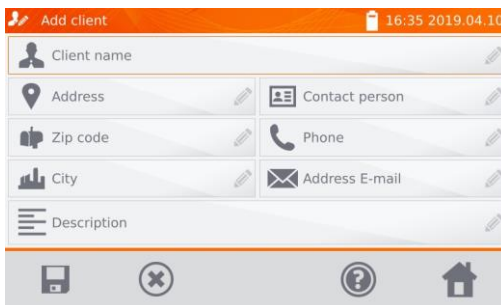 Add client 16:35 2019.04.10
Client name
Address
Contact person
Zip code
Phone
City
Address E-mail
Description